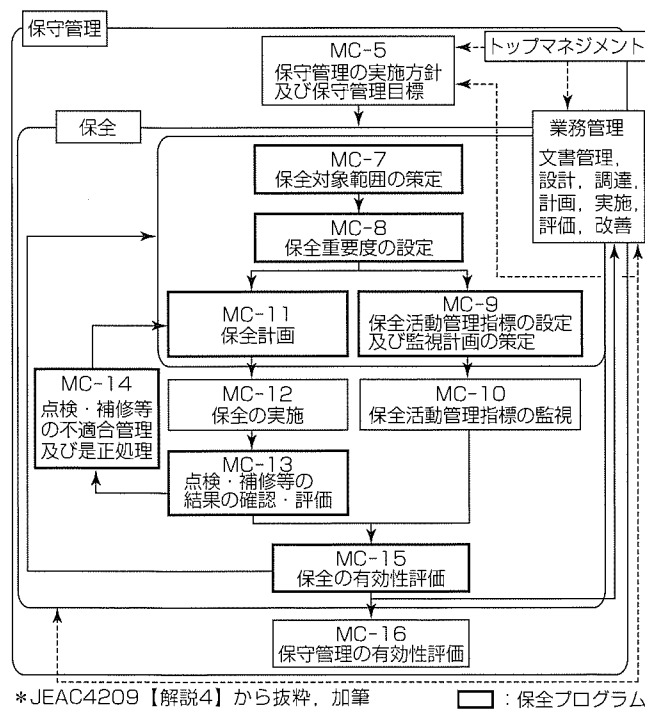 保守管理
MC-5
保守管理の実施方針
及び保守管理目標
トップマネジメント
保全
業務管理
文書管理,
設計, 調達,
計画, 実施,
評価, 改善
MC-7
保全対象範囲の策定
MC-8
保全重要度の設定
MC-11
保全計画
MC-9
保全活動管理指標の設定
及び監視計画の策定
MC-14
点検・補修等
の不適合管理
及び是正処理
MC-12
保全の実施
MC-10
保全活動管理指標の監視
MC-13
点検・補修等の
結果の確認・評価
MC-15
保全の有効性評価
MC-16
保守管理の有効性評価
*JEAC4209【解説4】から抜粋, 加筆
:保全プログラム